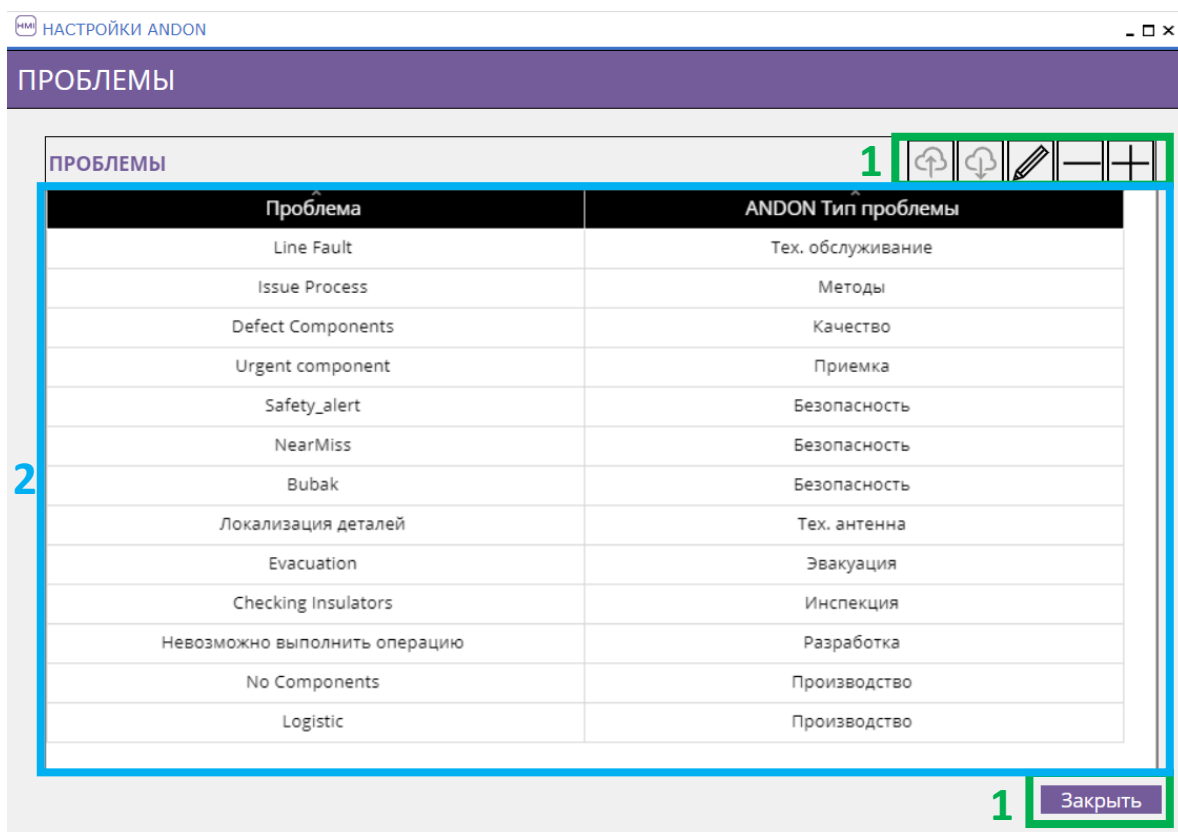 HMI НАСТРОЙКИ ANDON
ПРОБЛЕМЫ
ПРОБЛЕМЫ 1
Проблема ANDON Тип проблемы
Line Fault Тех. обслуживание
Issue Process Методы
Defect Components Качество
Urgent component Приемка
Safety_alert Безопасность
NearMiss Безопасность
2
Bubak Безопасность
Локализация деталей Тех. антенна
Evacuation Эвакуация
Checking Insulators Инспекция
Невозможно выполнить операцию Разработка
No Components Производство
Logistic Производство
1 Закрыть